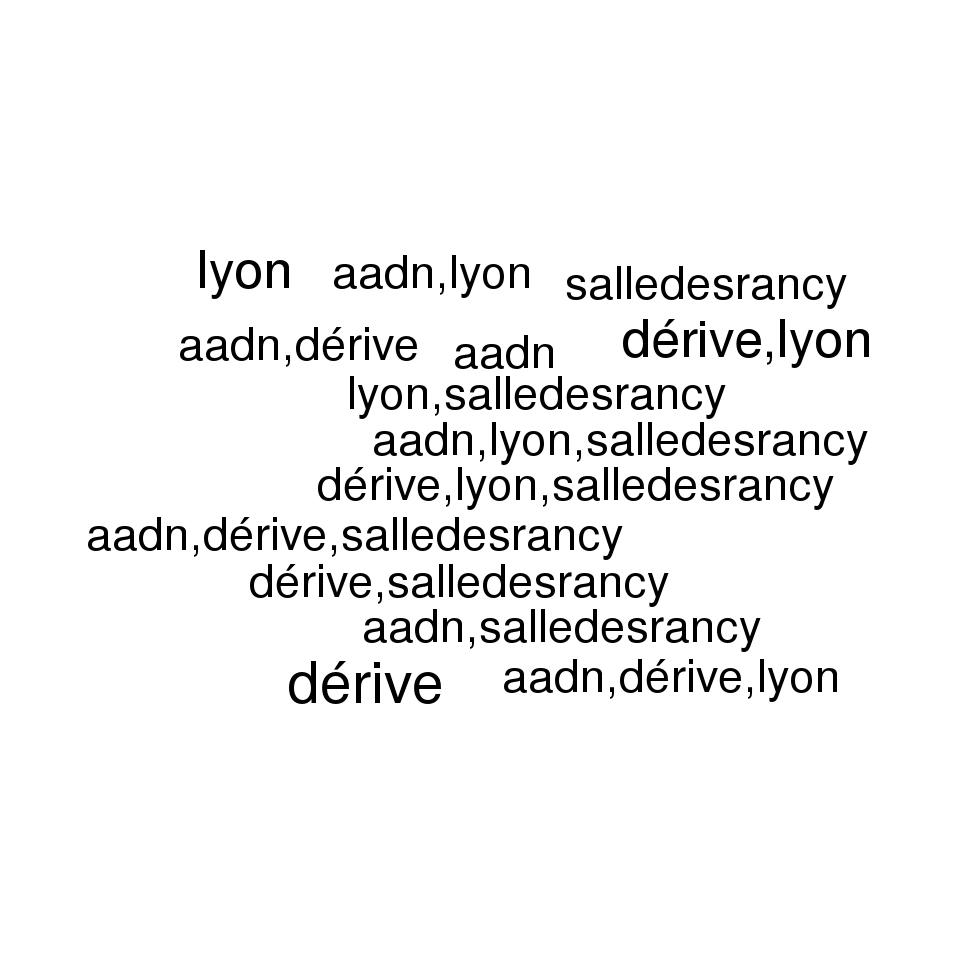 lyon aadn,lyon salledesrancy
aadn,dérive aadn dérive,lyon
lyon,salledesrancy
aadn,lyon,salledesrancy
dérive,lyon,salledesrancy
aadn,dérive,salledesrancy
dérive,salledesrancy
aadn,salledesrancy
dérive aadn,dérive,lyon